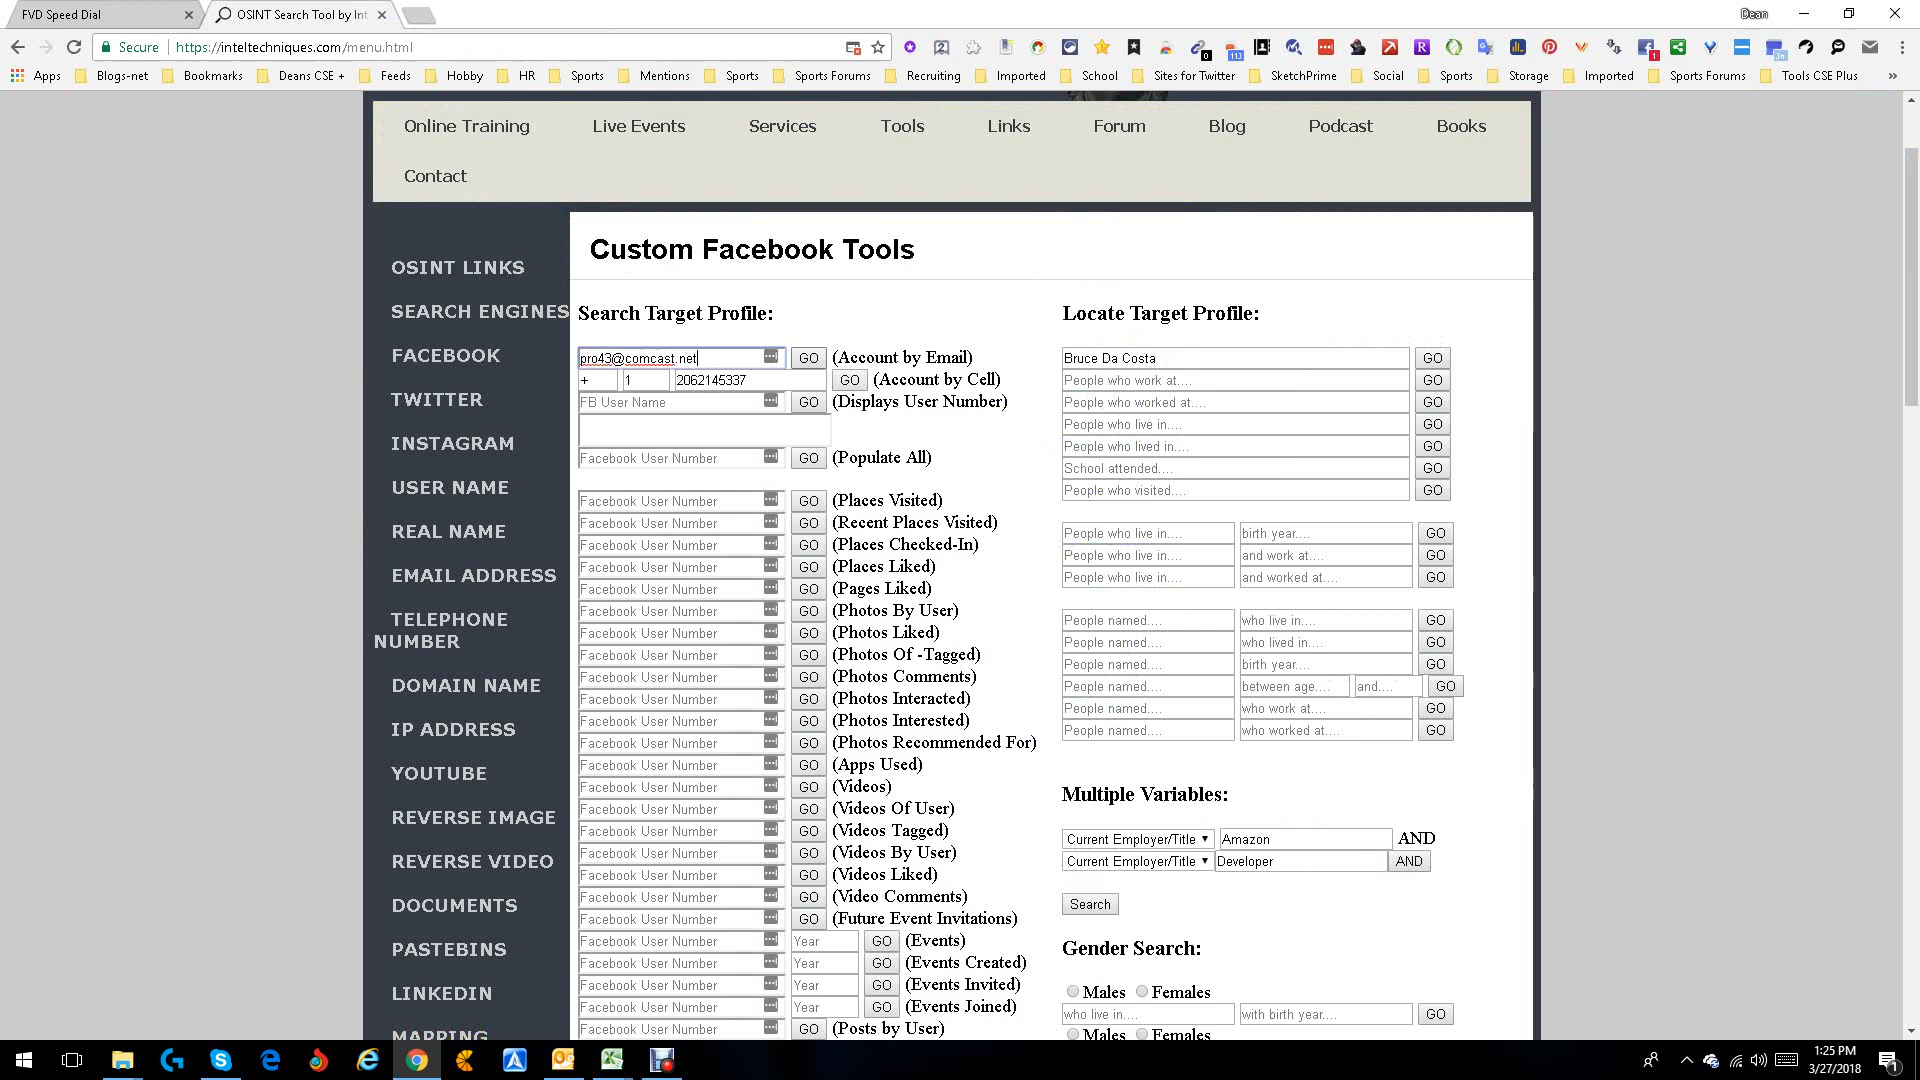 FVD Speed Dial
OSINT Search Tool by Int
Dean
Secure
https://inteltechniques.com/menu.html
0
113
1
3h
Apps
Blogs-net
Bookmarks
Deans CSE +
Feeds
Hobby
HR
Sports
Mentions
Sports
Sports Forums
Recruiting
Imported
School
Sites for Twitter
SketchPrime
Social
Sports
Storage
Imported
Sports Forums
Tools CSE Plus
»
Online Training
Live Events
Services
Tools
Links
Forum
Blog
Podcast
Books
Contact
OSINT LINKS
SEARCH ENGINES
FACEBOOK
TWITTER
INSTAGRAM
USER NAME
REAL NAME
EMAIL ADDRESS
TELEPHONE
NUMBER
DOMAIN NAME
IP ADDRESS
YOUTUBE
REVERSE IMAGE
REVERSE VIDEO
DOCUMENTS
PASTEBINS
LINKEDIN
MAPPING
Custom Facebook Tools
Search Target Profile:
pro43@comcast.net GO (Account by Email)
+ 1 2062145337 GO (Account by Cell)
FB User Name GO (Displays User Number)
Facebook User Number GO (Populate All)
Facebook User Number GO (Places Visited)
Facebook User Number GO (Recent Places Visited)
Facebook User Number GO (Places Checked-In)
Facebook User Number GO (Places Liked)
Facebook User Number GO (Pages Liked)
Facebook User Number GO (Photos By User)
Facebook User Number GO (Photos Liked)
Facebook User Number GO (Photos Of -Tagged)
Facebook User Number GO (Photos Comments)
Facebook User Number GO (Photos Interacted)
Facebook User Number GO (Photos Interested)
Facebook User Number GO (Photos Recommended For)
Facebook User Number GO (Apps Used)
Facebook User Number GO (Videos)
Facebook User Number GO (Videos Of User)
Facebook User Number GO (Videos Tagged)
Facebook User Number GO (Videos By User)
Facebook User Number GO (Videos Liked)
Facebook User Number GO (Video Comments)
Facebook User Number GO (Future Event Invitations)
Facebook User Number Year GO (Events)
Facebook User Number Year GO (Events Created)
Facebook User Number Year GO (Events Invited)
Facebook User Number Year GO (Events Joined)
Facebook User Number GO (Posts by User)
Locate Target Profile:
Bruce Da Costa GO
People who work at.... GO
People who worked at.... GO
People who live in.... GO
People who lived in.... GO
School attended.... GO
People who visited.... GO
People who live in.... birth year.... GO
People who live in.... and work at.... GO
People who live in.... and worked at.... GO
People named.... who live in.... GO
People named.... who lived in.... GO
People named.... birth year.... GO
People named.... between age.... and.... GO
People named.... who work at.... GO
People named.... who worked at.... GO
Multiple Variables:
Current Employer/Title Amazon AND
Current Employer/Title Developer AND
Search
Gender Search:
Males Females
who live in.... with birth year.... GO
Males Females
1:25 PM
3/27/2018
1